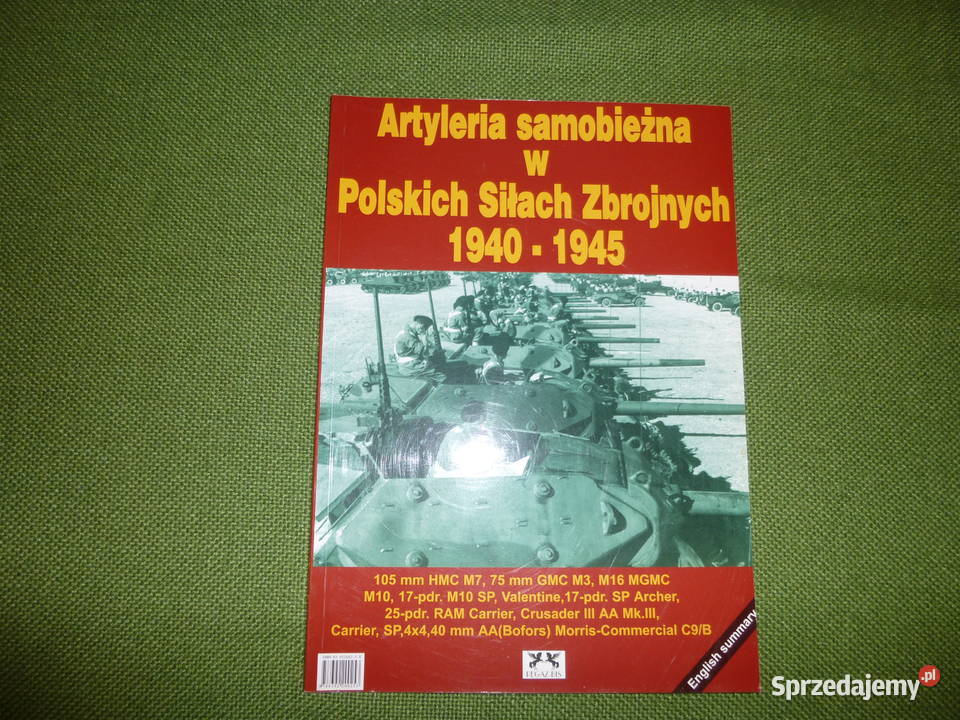 Artyleria samobieżna
w
Polskich Siłach Zbrojnych
1940 - 1945
105 mm HMC M7, 75 mm GMC M3, M16 MGMC
M10, 17-pdr. M10 SP, Valentine,17-pdr. SP Archer,
25-pdr. RAM Carrier, Crusader III AA Mk.III,
Carrier, SP,4x4,40 mm AA(Bofors) Morris-Commercial C9/B
English summary
Sprzedajemy.pl